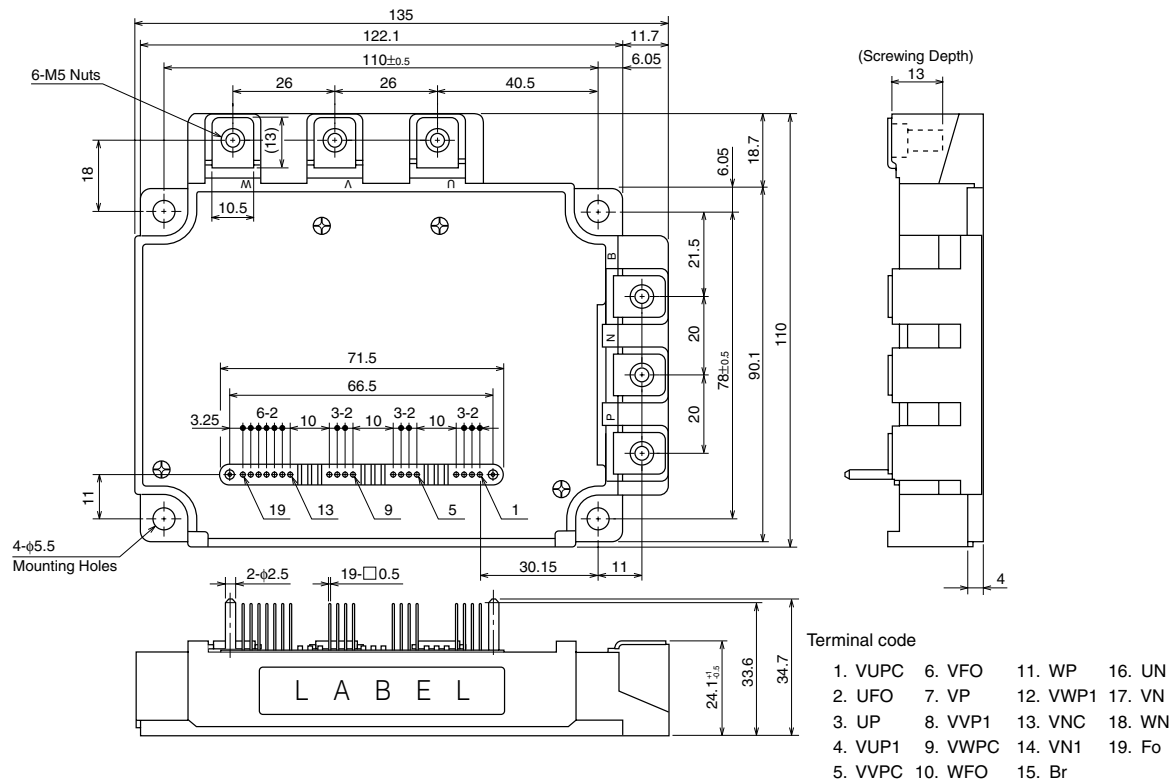 135
122.1
11.7
110±0.5
6.05
6-M5 Nuts
26
26
40.5
(Screwing Depth)
13
(13)
18
10.5
W
V
U
6.05
18.7
B
21.5
N
20
78±0.5
90.1
110
P
20
71.5
66.5
3.25
6-2
10
3-2
10
3-2
10
3-2
11
19
13
9
5
1
4-ϕ5.5
Mounting Holes
30.15
11
4
2-ϕ2.5
19-□0.5
LABEL
24.1 +1 -0.5
33.6
34.7
Terminal code
1. VUPC 6. VFO 11. WP 16. UN
2. UFO 7. VP 12. VWP1 17. VN
3. UP 8. VVP1 13. VNC 18. WN
4. VUP1 9. VWPC 14. VN1 19. Fo
5. VVPC 10. WFO 15. Br